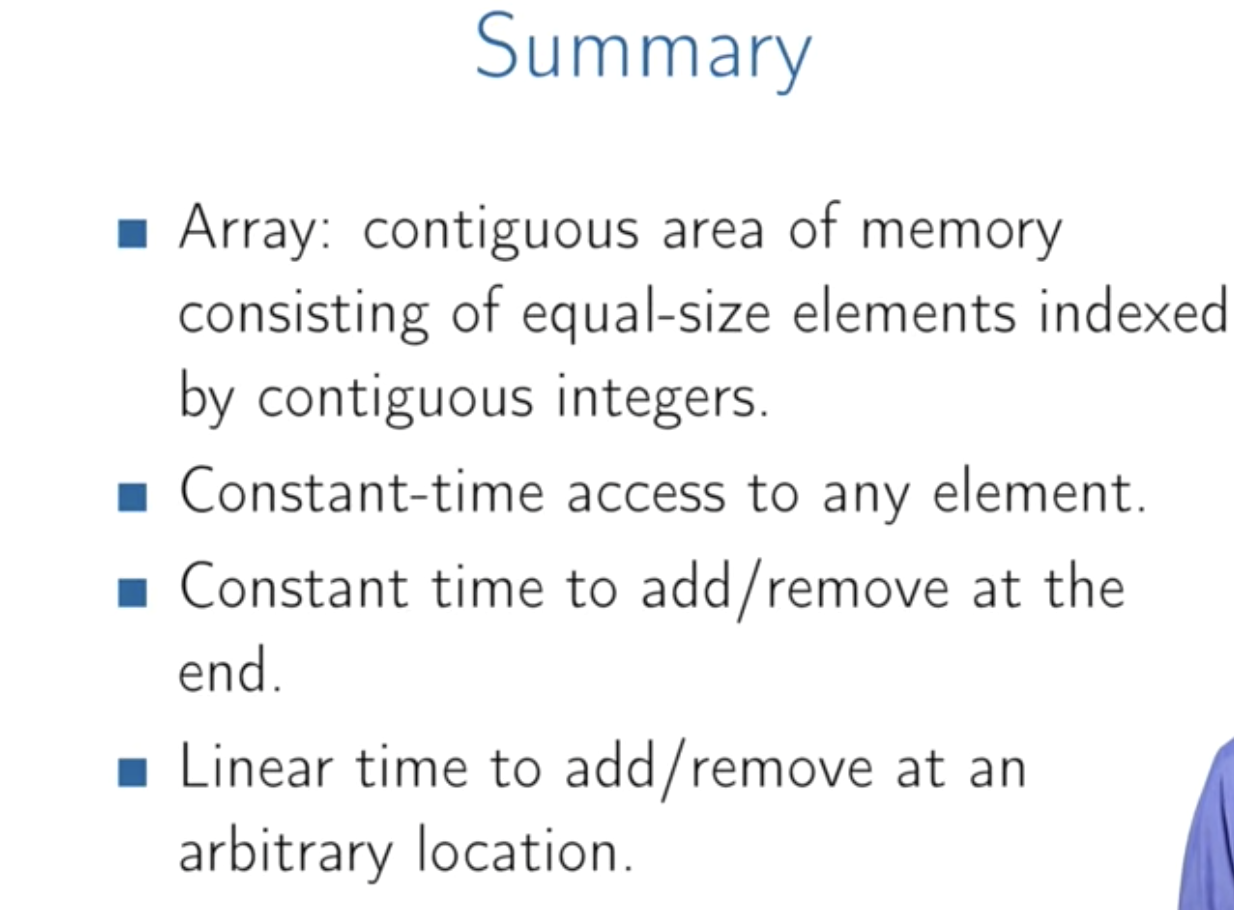 Summary
Array: contiguous area of memory
consisting of equal-size elements indexed
by contiguous integers.
Constant-time access to any element.
Constant time to add/remove at the
end.
Linear time to add/remove at an
arbitrary location.